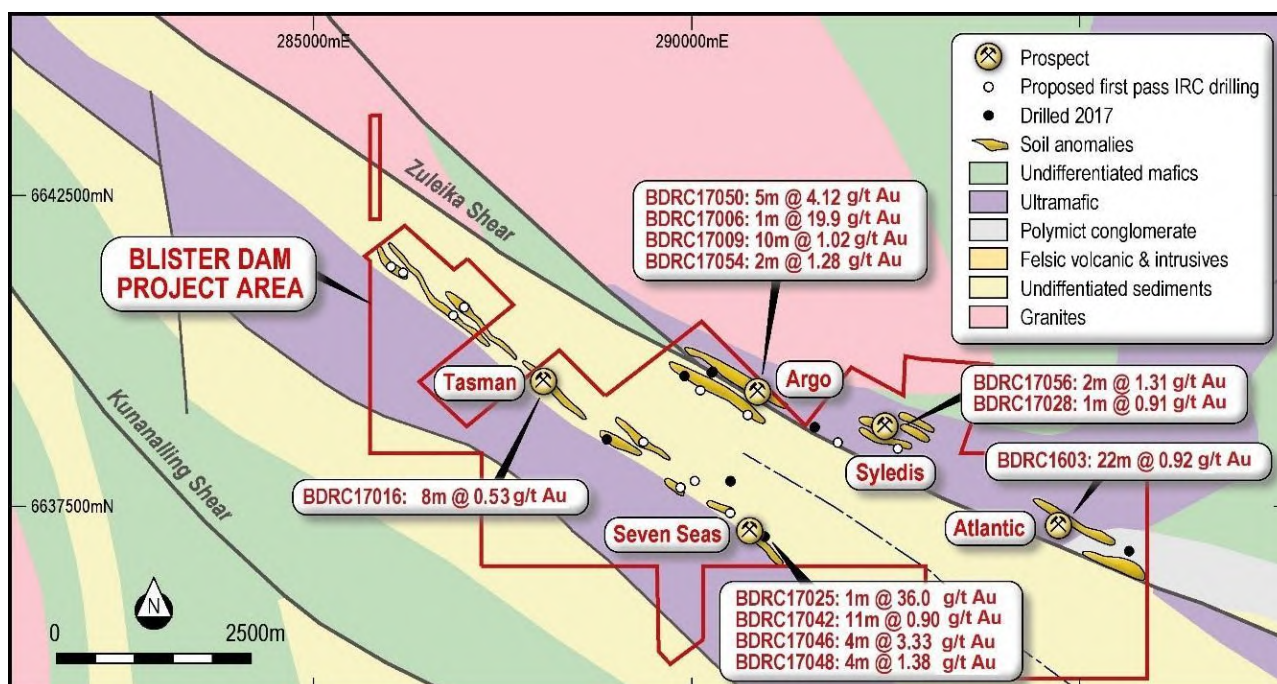 285000mE
290000mE
6642500mN
6637500mN
Zuleika Shear
Kunanalling Shear
BLISTER DAM
PROJECT AREA
BDRC17050: 5m @ 4.12 g/t Au
BDRC17006: 1m @ 19.9 g/t Au
BDRC17009: 10m @ 1.02 g/t Au
BDRC17054: 2m @ 1.28 g/t Au
Prospect
Proposed first pass IRC drilling
Drilled 2017
Soil anomalies
Undifferentiated mafics
Ultramafic
Polymict conglomerate
Felsic volcanic & intrusives
Undiffentiated sediments
Granites
Tasman
Argo
BDRC17056: 2m @ 1.31 g/t Au
BDRC17028: 1m @ 0.91 g/t Au
Syledis
BDRC1603: 22m @ 0.92 g/t Au
BDRC17016: 8m @ 0.53 g/t Au
Seven Seas
Atlantic
BDRC17025: 1m @ 36.0 g/t Au
BDRC17042: 11m @ 0.90 g/t Au
BDRC17046: 4m @ 3.33 g/t Au
BDRC17048: 4m @ 1.38 g/t Au
N
0
2500m